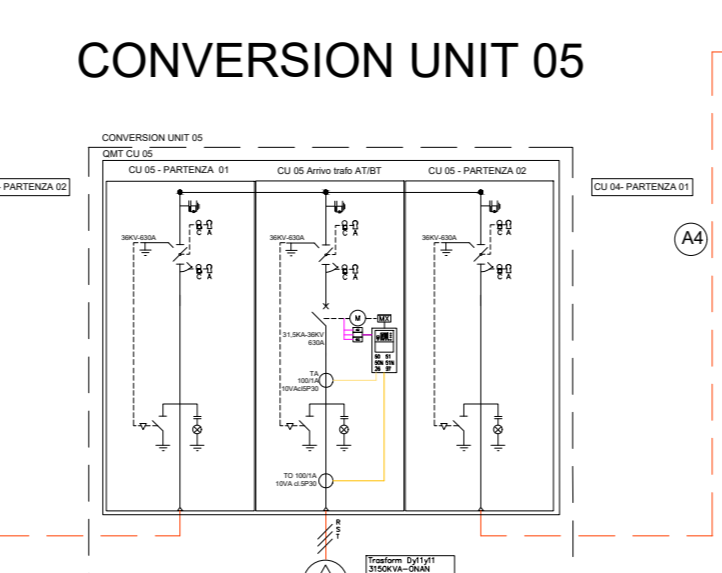 CONVERSION UNIT 05
CONVERSION UNIT 05
QMT CU 05
CU 05 - PARTENZA 01
CU 05 Arrivo trafo AT/BT
CU 05 - PARTENZA 02
PARTENZA 02
CU 04- PARTENZA 01
A4
36KV-630A
C A
C A
36KV-630A
C A
C A
36KV-630A
C A
C A
31,5KA-36KV
630A
M
MX
50 51
50N 51N
TA
100/1A
10VAcl5P30
TO 100/1A
10VA cl.5P30
R
S
T
Trasform Dy11y11
3150KVA-ONAN